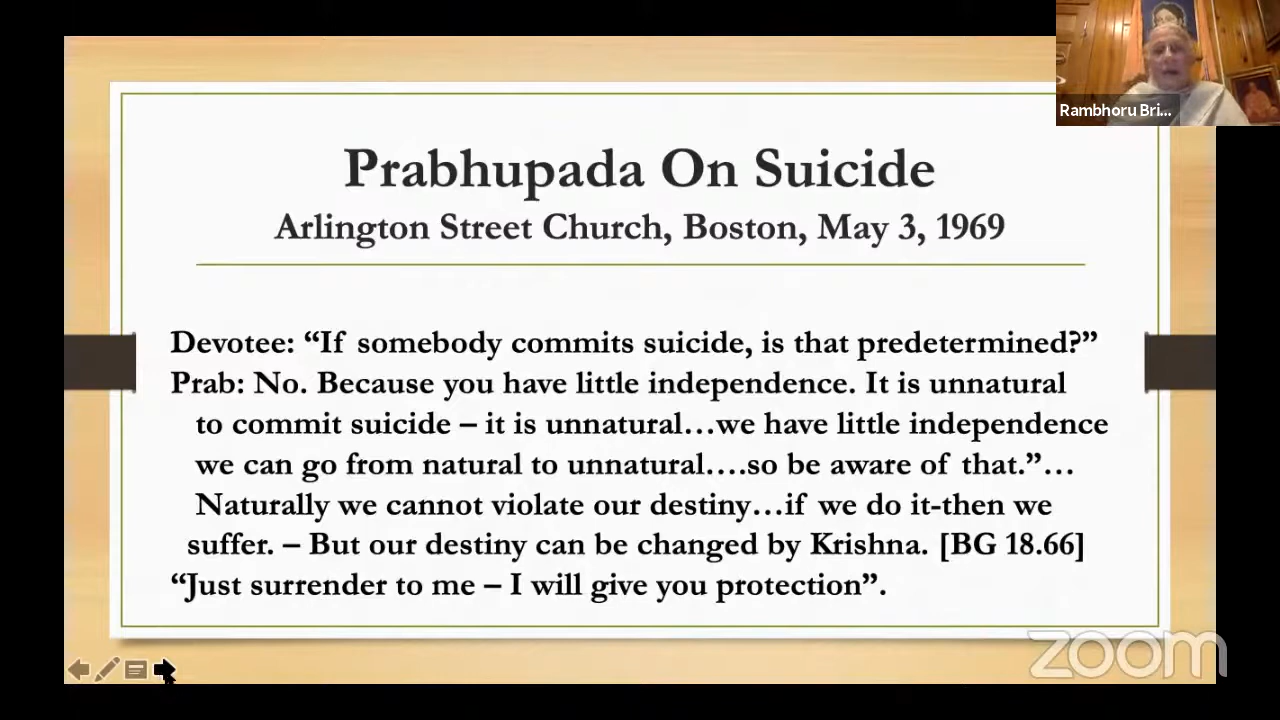 Rambhoru Bri...
Prabhupada On Suicide
Arlington Street Church, Boston, May 3, 1969
Devotee: “If somebody commits suicide, is that predetermined?”
Prab: No. Because you have little independence. It is unnatural
to commit suicide – it is unnatural…we have little independence
we can go from natural to unnatural….so be aware of that.”…
Naturally we cannot violate our destiny…if we do it-then we
suffer. – But our destiny can be changed by Krishna. [BG 18.66]
“Just surrender to me – I will give you protection”.
zoom